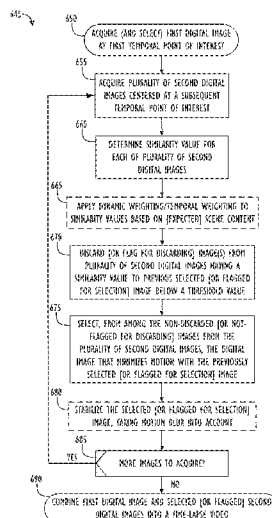 645
650
ACQUIRE (AND SELECT) FIRST DIGITAL IMAGE
AT FIRST TEMPORAL POINT OF INTEREST
655
ACQUIRE PLURALITY OF SECOND DIGITAL
IMAGES CENTERED AT A SUBSEQUENT
TEMPORAL POINT OF INTEREST
660
DETERMINE SIMILARITY VALUE FOR
EACH OF PLURALITY OF SECOND
DIGITAL IMAGES
665
APPLY DYNAMIC WEIGHTING/TEMPORAL WEIGHTING TO
SIMILARITY VALUES BASED ON (EXPECTED) SCENE CONTENT
670
DISCARD (OR FLAG FOR DISCARDING) IMAGE(S) FROM
PLURALITY OF SECOND DIGITAL IMAGES HAVING A
SIMILARITY VALUE TO PREVIOUS SELECTED (OR FLAGGED
FOR SELECTION) IMAGE BELOW A THRESHOLD VALUE
675
SELECT, FROM AMONG THE NON-DISCARDED (OR NOT-
FLAGGED FOR DISCARDING) IMAGES FROM THE
PLURALITY OF SECOND DIGITAL IMAGES, THE DIGITAL
IMAGE THAT MINIMIZES MOTION WITH THE PREVIOUSLY
SELECTED (OR FLAGGED FOR SELECTION) IMAGE
680
STABILIZE THE SELECTED (OR FLAGGED FOR SELECTION)
IMAGE, TAKING MOTION BLUR INTO ACCOUNT
685
YES
MORE IMAGES TO ACQUIRE?
NO
690
COMBINE FIRST DIGITAL IMAGE AND SELECTED (OR FLAGGED) SECOND
DIGITAL IMAGES INTO A TIME-LAPSE VIDEO